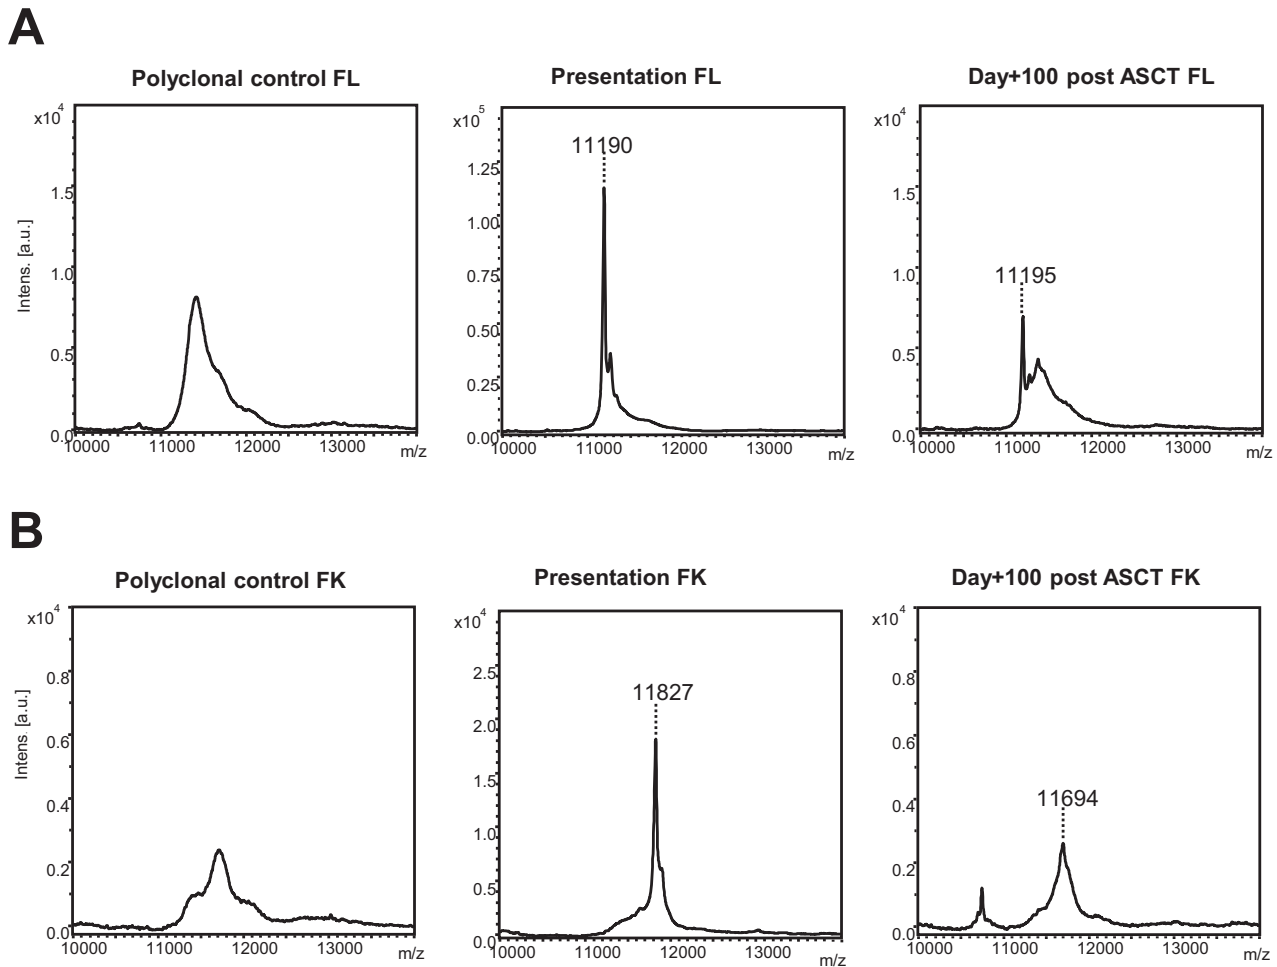 A
Polyclonal control FL
Presentation FL
Day+100 post ASCT FL
x10^4
1.5
1.0
0.5
0.0
Intens. [a.u.]
10000 11000 12000 13000 m/z
x10^5
1.25
1.00
0.75
0.50
0.25
0.00
11190
10000 11000 12000 13000 m/z
x10^4
1.5
1.0
0.5
0.0
11195
10000 11000 12000 13000 m/z
B
Polyclonal control FK
Presentation FK
Day+100 post ASCT FK
x10^4
0.8
0.6
0.4
0.2
0.0
Intens. [a.u.]
10000 11000 12000 13000 m/z
x10^4
2.5
2.0
1.5
1.0
0.5
0.0
11827
10000 11000 12000 13000 m/z
x10^4
0.8
0.6
0.4
0.2
0.0
11694
10000 11000 12000 13000 m/z